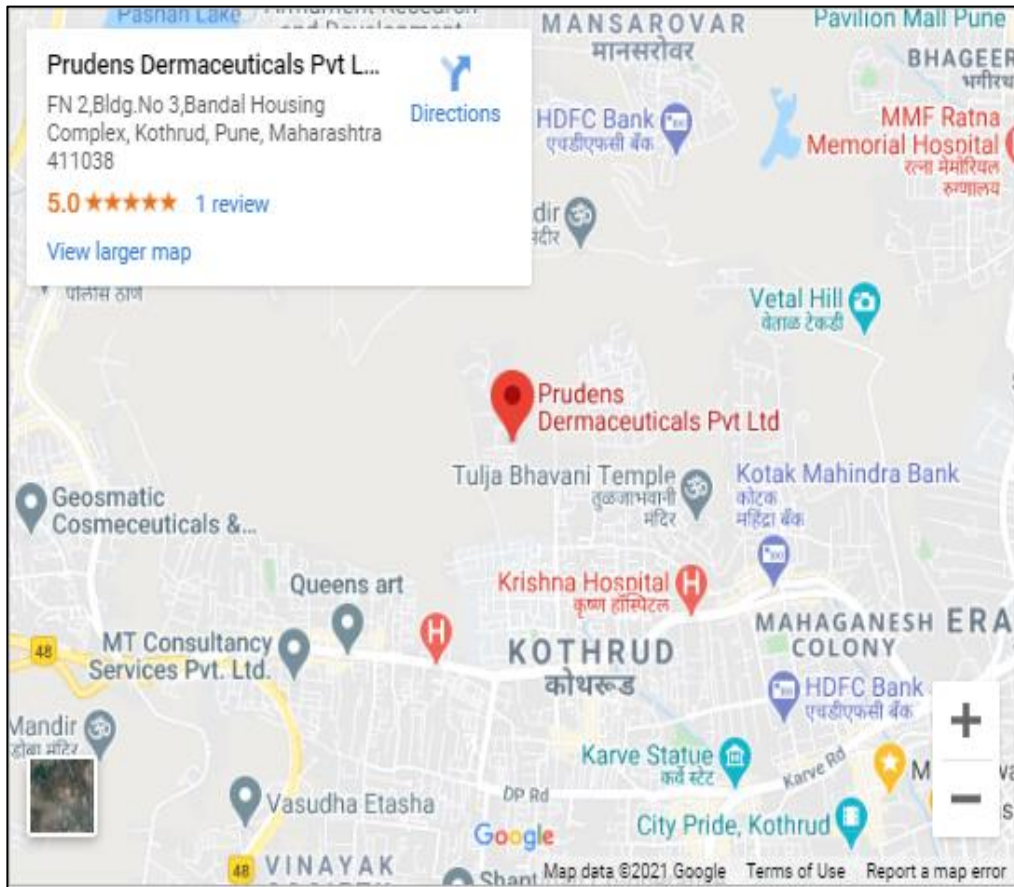 Pashan Lake
Prudens Dermaceuticals Pvt L...
FN 2,Bldg.No 3,Bandal Housing
Complex, Kothrud, Pune, Maharashtra
411038
5.0
1 review
View larger map
Directions
MANSAROVAR
मानसरोवर
Pavilion Mall Pune
BHAGEER
भगीरथ
HDFC Bank
एचडीएफसी बँक
MMF Ratna
Memorial Hospital
रत्ना मेमोरियल
रुग्णालय
dir
मंदीर
पोलीस ठाणे
Vetal Hill
वेताळ टेकडी
Prudens
Dermaceuticals Pvt Ltd
Tulja Bhavani Temple
तुळजाभवानी
मंदिर
Kotak Mahindra Bank
कोटक
महिंद्रा बँक
Geosmatic
Cosmeceuticals &...
Queens art
Krishna Hospital
कृष्ण हॉस्पिटल
H
H
48
MT Consultancy
Services Pvt. Ltd.
KOTHRUD
कोथरूड
MAHAGANESH
COLONY
ERA
HDFC Bank
एचडीएफसी बँक
Mandir
Karve Statue
कर्वे स्टेट
Karve Rd
Vasudha Etasha
DP Rd
City Pride, Kothrud
Google
48
VINAYAK
Map data ©2021 Google
Terms of Use
Report a map error